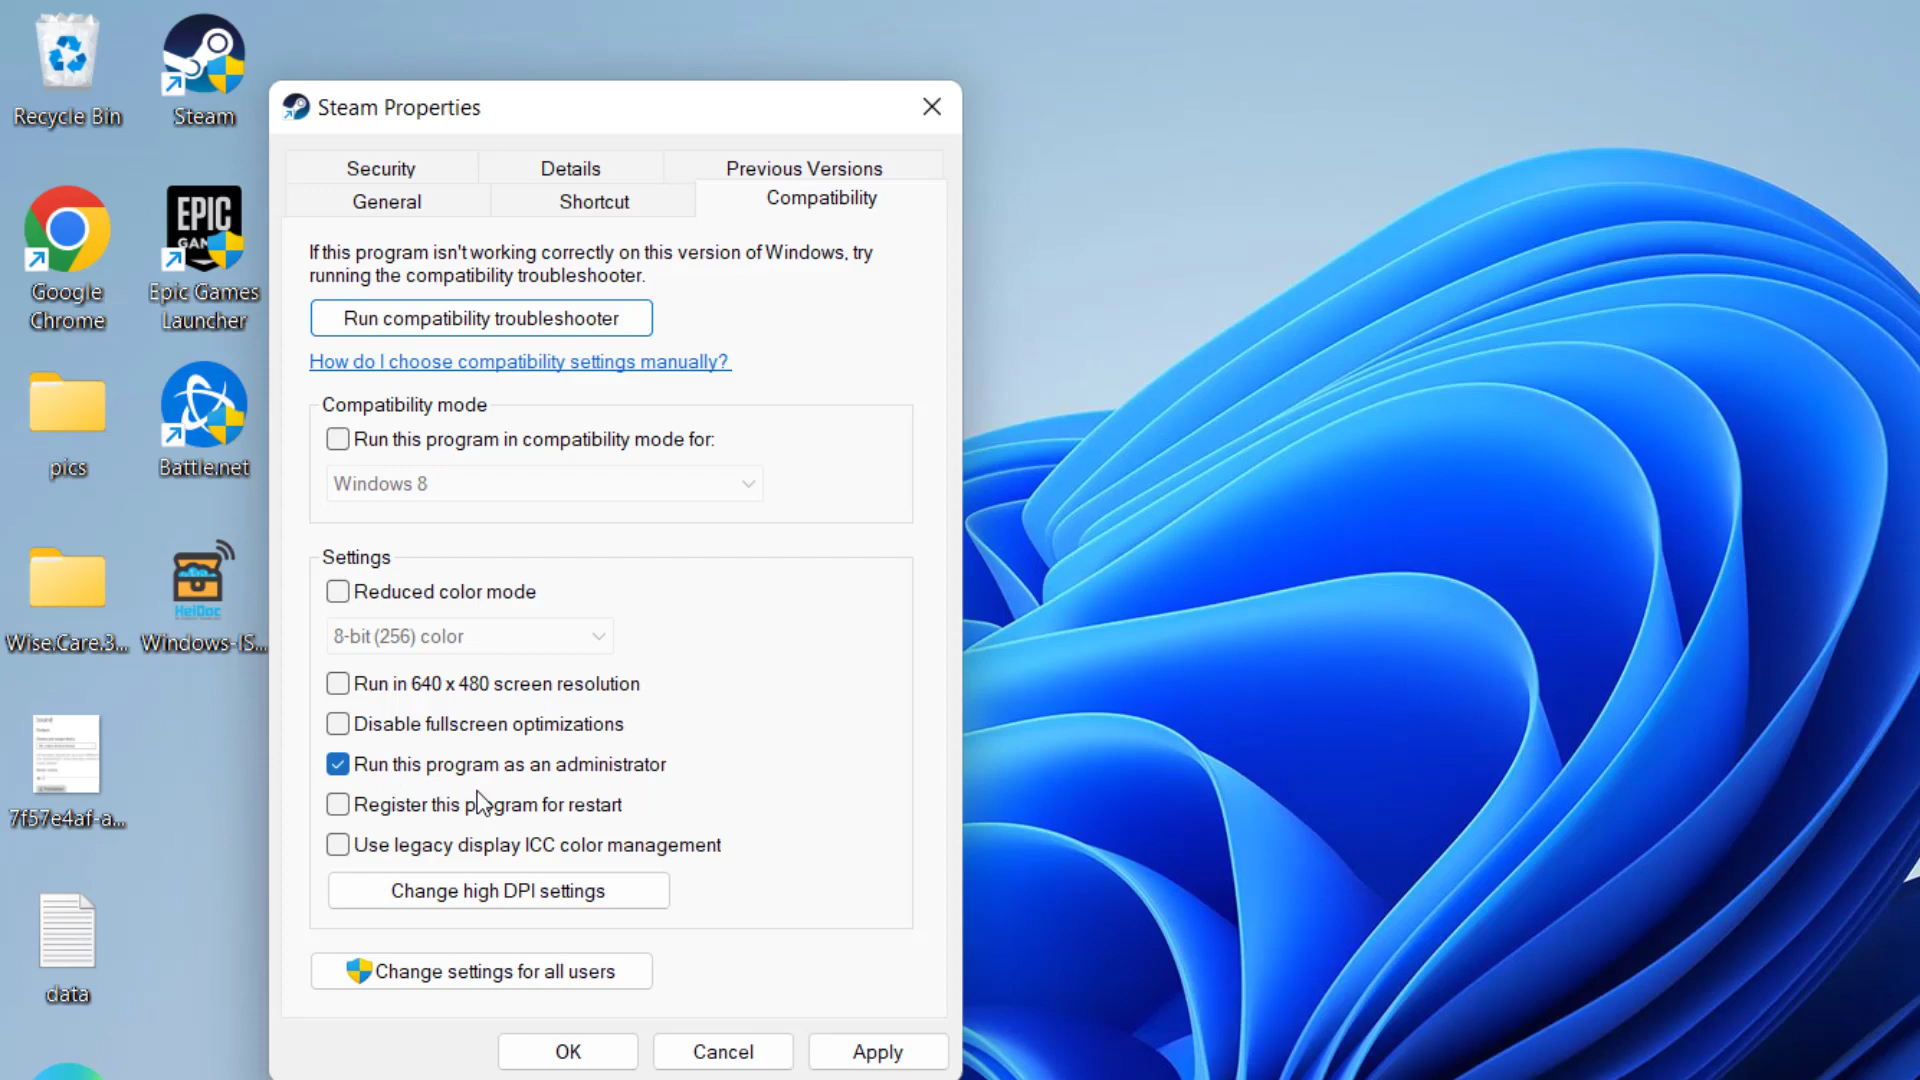 Recycle Bin
Steam
Google
Chrome
EPIC
GAMES
Epic Games
Launcher
pics
Battle.net
Wise.Care.3...
HeiDoc
Windows-IS...
7f57e4af-a...
data
Steam Properties
Security
Details
Previous Versions
General
Shortcut
Compatibility
If this program isn't working correctly on this version of Windows, try
running the compatibility troubleshooter.
Run compatibility troubleshooter
How do I choose compatibility settings manually?
Compatibility mode
Run this program in compatibility mode for:
Windows 8
Settings
Reduced color mode
8-bit (256) color
Run in 640 x 480 screen resolution
Disable fullscreen optimizations
Run this program as an administrator
Register this program for restart
Use legacy display ICC color management
Change high DPI settings
Change settings for all users
OK
Cancel
Apply